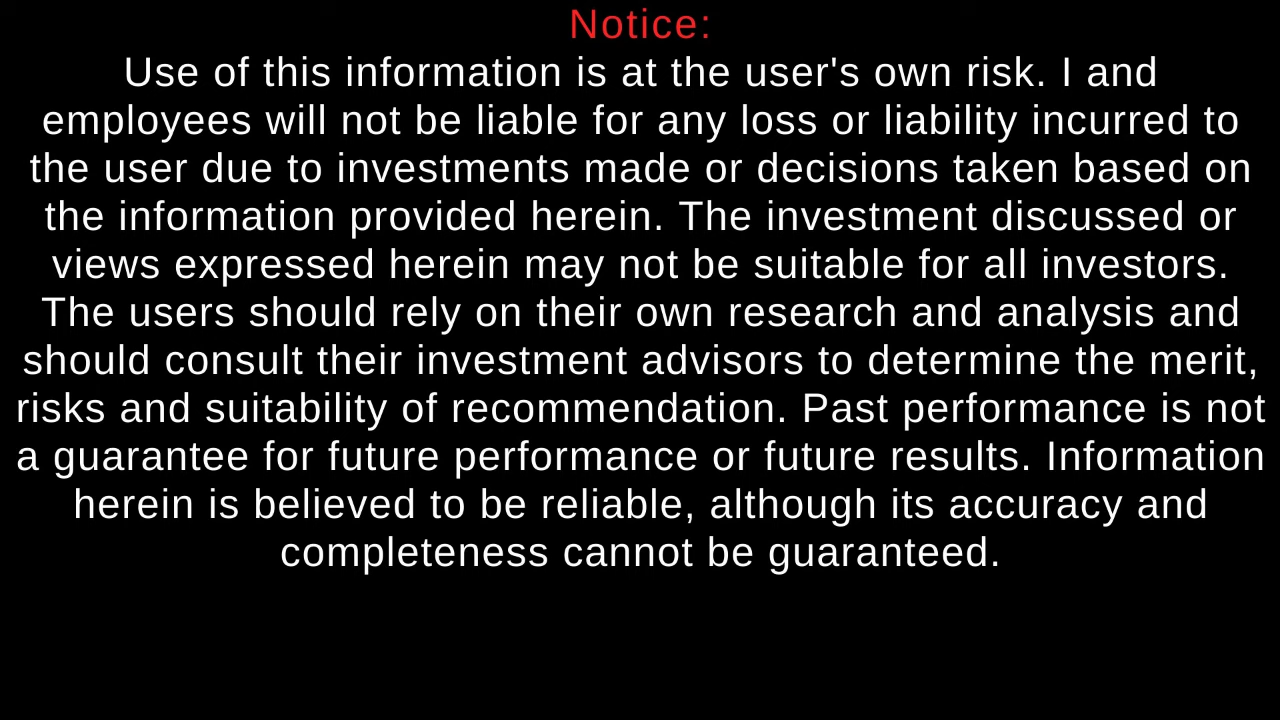 Notice:
Use of this information is at the user's own risk. I and
employees will not be liable for any loss or liability incurred to
the user due to investments made or decisions taken based on
the information provided herein. The investment discussed or
views expressed herein may not be suitable for all investors.
The users should rely on their own research and analysis and
should consult their investment advisors to determine the merit,
risks and suitability of recommendation. Past performance is not
a guarantee for future performance or future results. Information
herein is believed to be reliable, although its accuracy and
completeness cannot be guaranteed.